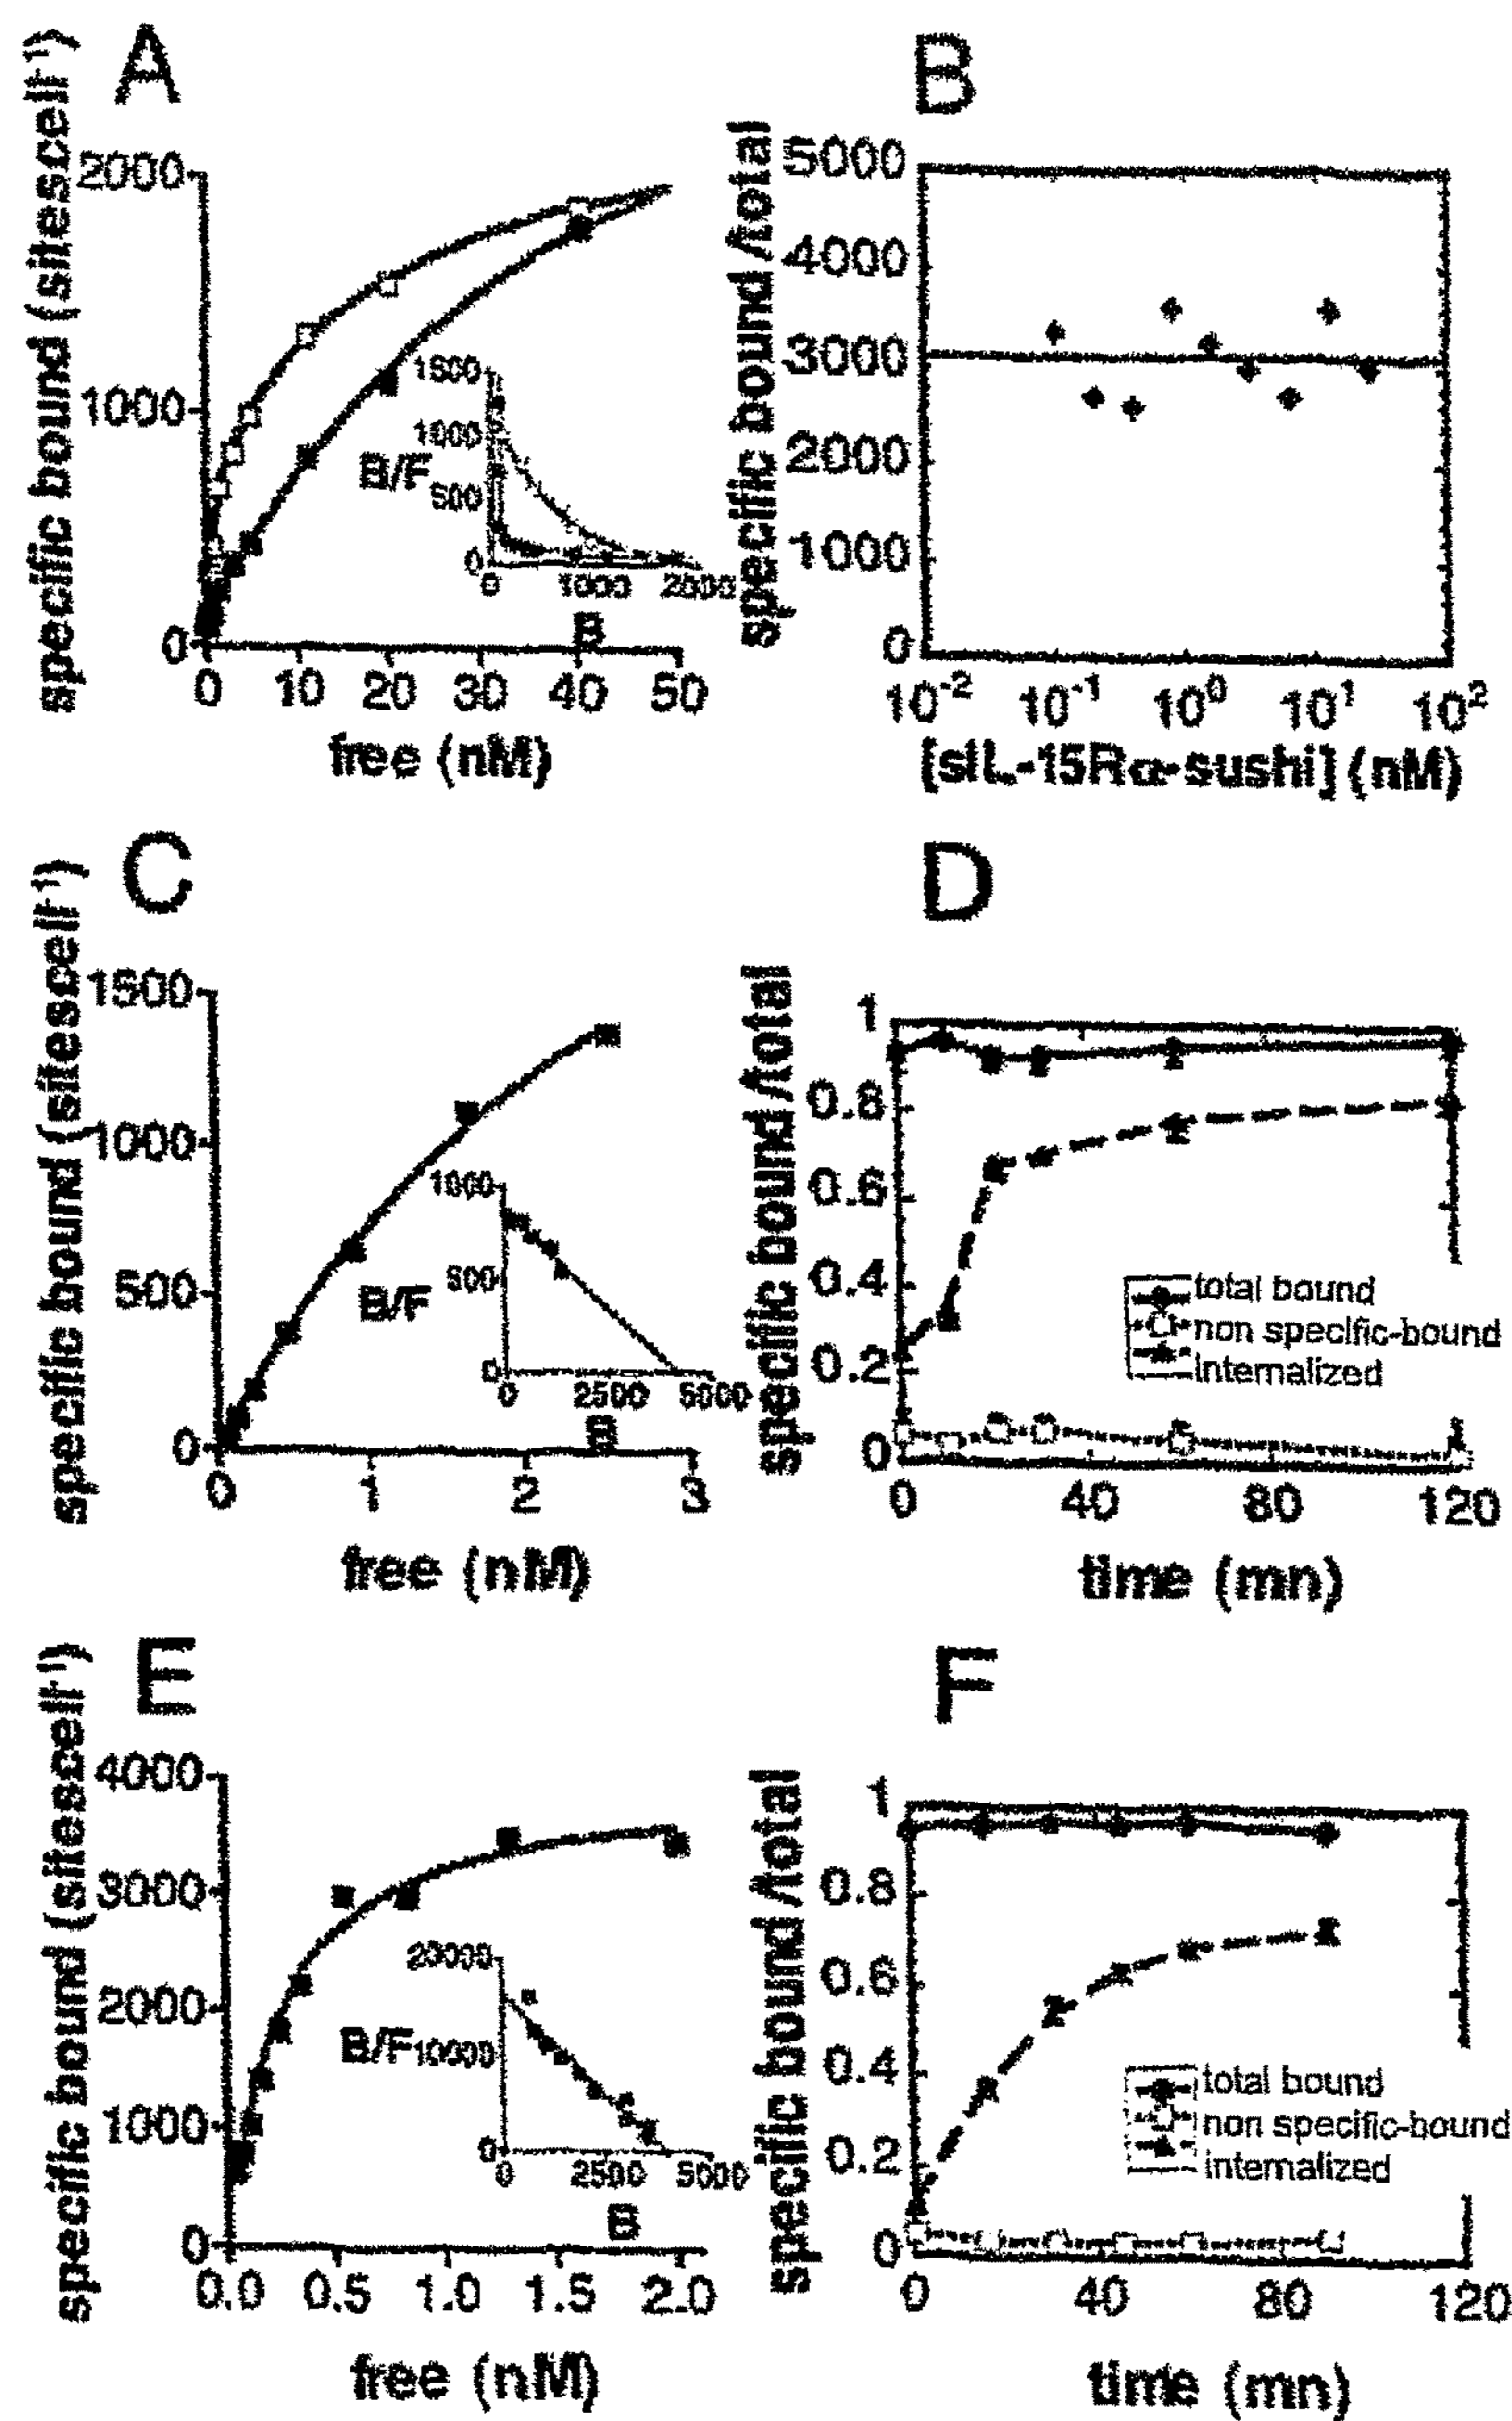 A
specific bound (sitescell⁻¹)
2000
1000
0
0 10 20 30 40 50
free (nM)
B/F
1500
1000
500
0
0 1000 2000
B
B
specific bound /total
5000
4000
3000
2000
1000
0
10⁻² 10⁻¹ 10⁰ 10¹ 10²
[sIL-15Rα-sushi] (nM)
C
specific bound (sitescell⁻¹)
1500
1000
500
0
0 1 2 3
free (nM)
B/F
1000
500
0
0 2500 5000
B
D
specific bound/total
1
0.8
0.6
0.4
0.2
0
0 40 80 120
time (mn)
total bound
non specific-bound
internalized
E
specific bound (sitescell⁻¹)
4000
3000
2000
1000
0
0.0 0.5 1.0 1.5 2.0
free (nM)
B/F
20000
10000
0
0 2500 5000
B
F
specific bound/total
1
0.8
0.6
0.4
0.2
0
0 40 80 120
time (mn)
total bound
non specific-bound
internalized